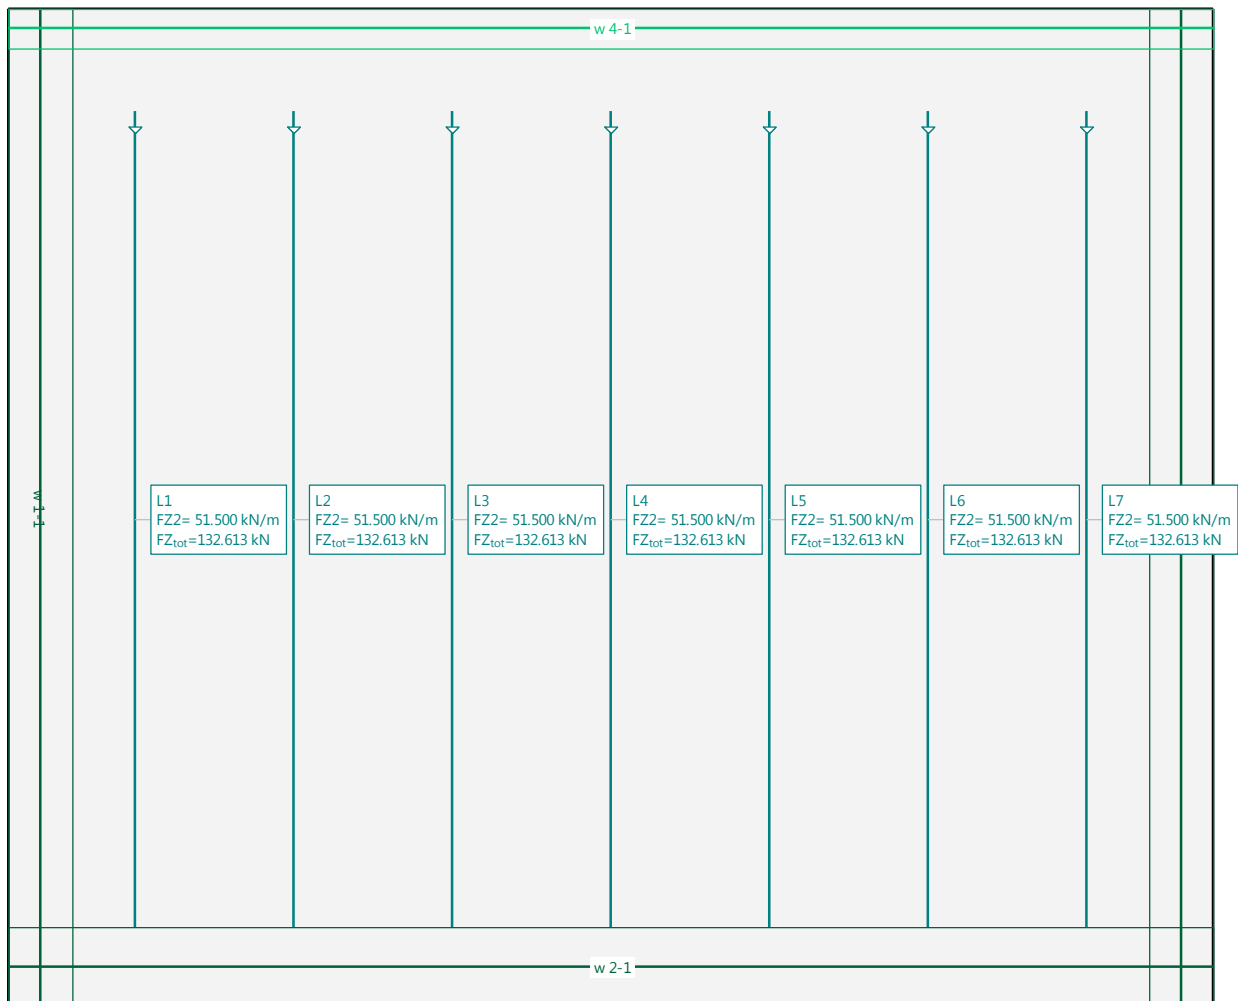 w 4-1
w 1-1
L1
FZ2= 51.500 kN/m
FZtot=132.613 kN
L2
FZ2= 51.500 kN/m
FZtot=132.613 kN
L3
FZ2= 51.500 kN/m
FZtot=132.613 kN
L4
FZ2= 51.500 kN/m
FZtot=132.613 kN
L5
FZ2= 51.500 kN/m
FZtot=132.613 kN
L6
FZ2= 51.500 kN/m
FZtot=132.613 kN
L7
FZ2= 51.500 kN/m
FZtot=132.613 kN
w 2-1